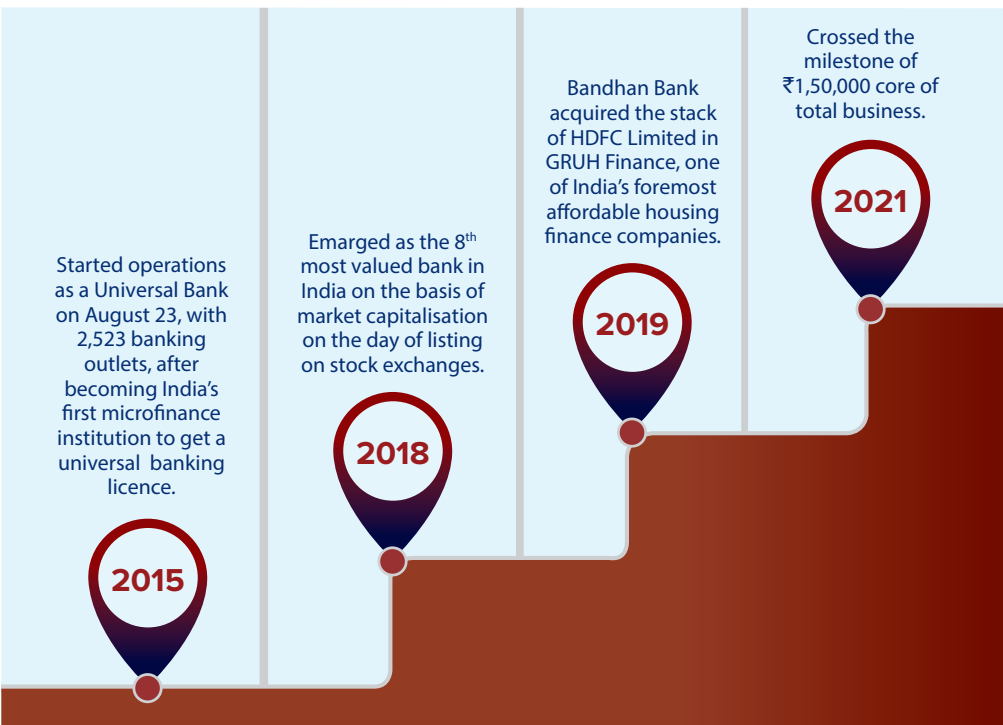 Started operations
as a Universal Bank
on August 23, with
2,523 banking
outlets, after
becoming India's
first microfinance
institution to get a
universal banking
licence.
2015
Emarged as the 8th
most valued bank in
India on the basis of
market capitalisation
on the day of listing
on stock exchanges.
2018
Bandhan Bank
acquired the stack
of HDFC Limited in
GRUH Finance, one
of India's foremost
affordable housing
finance companies.
2019
Crossed the
milestone of
₹1,50,000 core of
total business.
2021